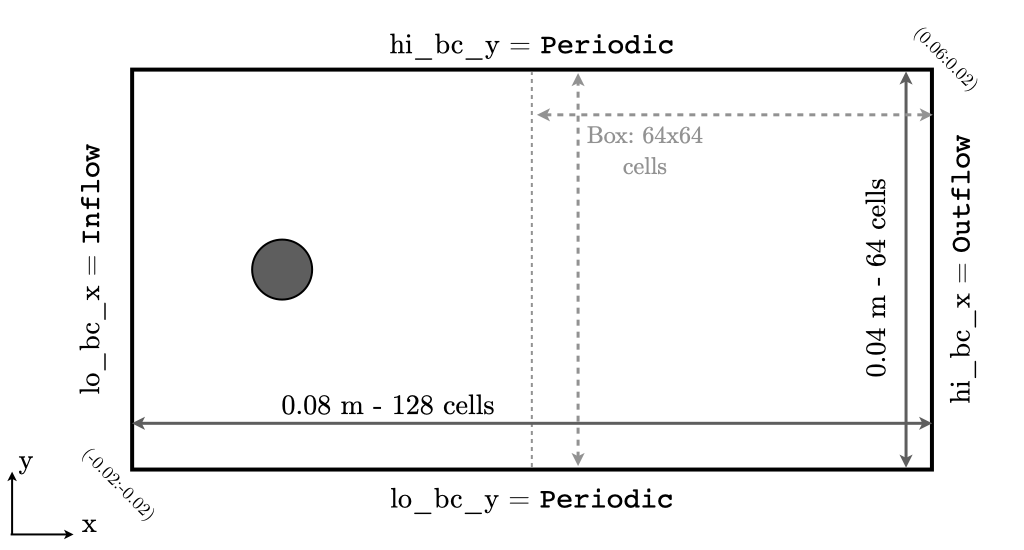 hi_bc_y = Periodic
(0.06:0.02)
Box: 64x64
cells
lo_bc_x = Inflow
0.04 m - 64 cells
hi_bc_x = Outflow
0.08 m - 128 cells
(-0.02:-0.02)
y
x
lo_bc_y = Periodic